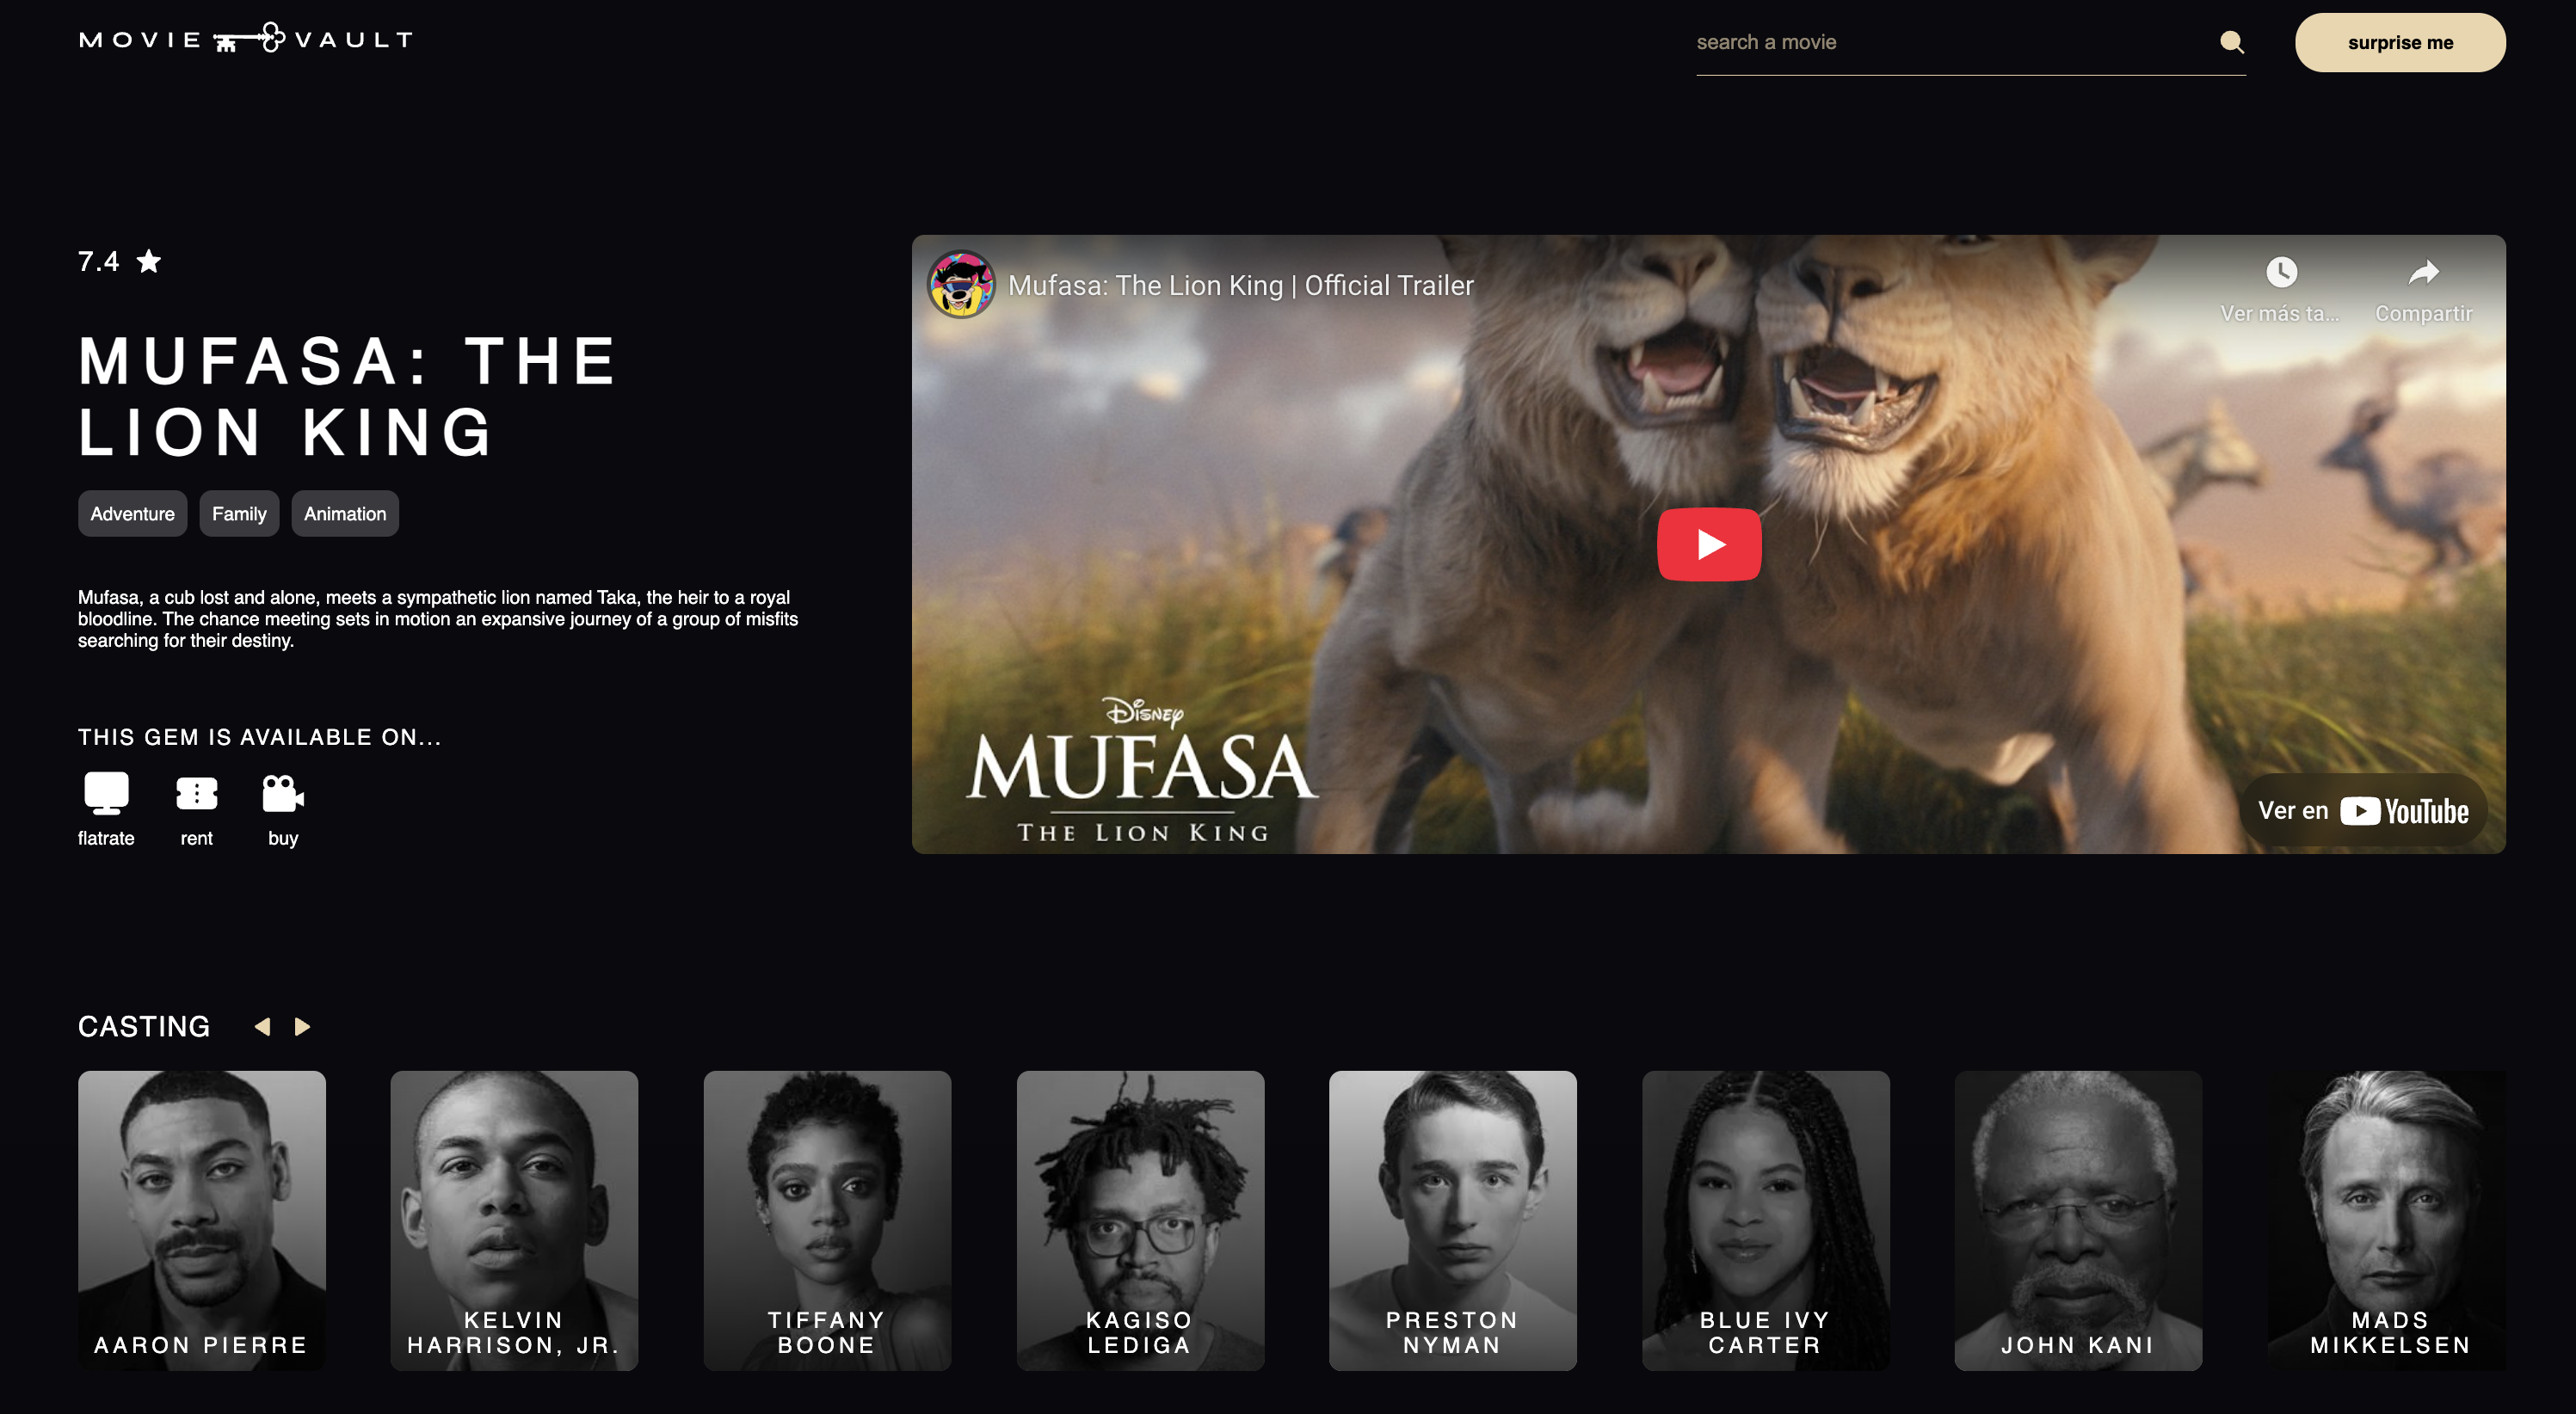 MOVIE VAULT
search a movie
surprise me
7.4
MUFASA: THE
LION KING
Adventure Family Animation
Mufasa, a cub lost and alone, meets a sympathetic lion named Taka, the heir to a royal
bloodline. The chance meeting sets in motion an expansive journey of a group of misfits
searching for their destiny.
THIS GEM IS AVAILABLE ON...
flatrate rent buy
Mufasa: The Lion King | Official Trailer
Ver más ta... Compartir
Disney
MUFASA
THE LION KING
Ver en YouTube
CASTING
AARON PIERRE
KELVIN
HARRISON, JR.
TIFFANY
BOONE
KAGISO
LEDIGA
PRESTON
NYMAN
BLUE IVY
CARTER
JOHN KANI
MADS
MIKKELSEN